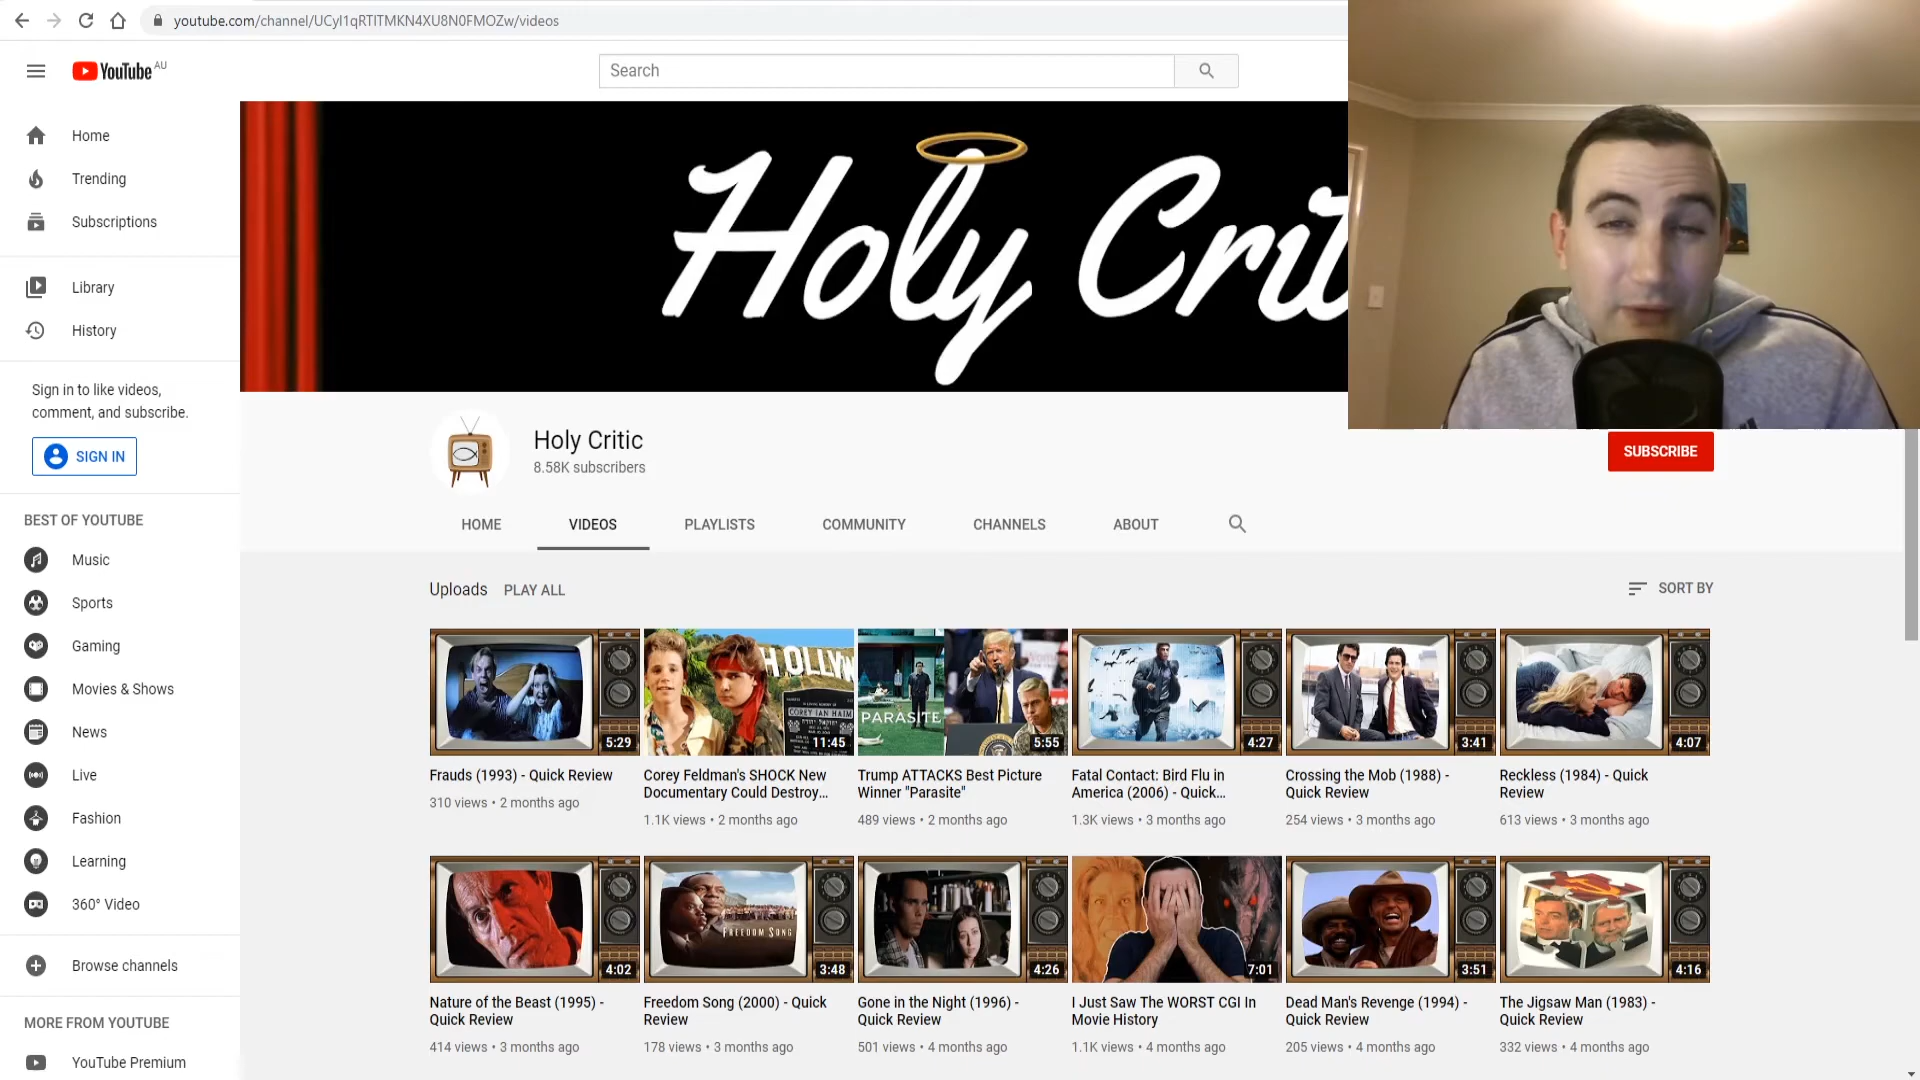 youtube.com/channel/UCyl1qRTlTMKN4XU8N0FMOZw/videos
YouTube AU
Search
Home
Trending
Subscriptions
Library
History
Sign in to like videos,
comment, and subscribe.
SIGN IN
BEST OF YOUTUBE
Music
Sports
Gaming
Movies & Shows
News
Live
Fashion
Learning
360° Video
Browse channels
MORE FROM YOUTUBE
YouTube Premium
Holy Crit
Holy Critic
8.58K subscribers
SUBSCRIBE
HOME VIDEOS PLAYLISTS COMMUNITY CHANNELS ABOUT
Uploads PLAY ALL
SORT BY
5:29
Frauds (1993) - Quick Review
310 views • 2 months ago
HOLLYW
COREY IAN HAIM
11:45
Corey Feldman's SHOCK New
Documentary Could Destroy...
1.1K views • 2 months ago
PARASITE
5:55
Trump ATTACKS Best Picture
Winner "Parasite"
489 views • 2 months ago
4:27
Fatal Contact: Bird Flu in
America (2006) - Quick...
1.3K views • 3 months ago
3:41
Crossing the Mob (1988) -
Quick Review
254 views • 3 months ago
4:07
Reckless (1984) - Quick
Review
613 views • 3 months ago
4:02
Nature of the Beast (1995) -
Quick Review
414 views • 3 months ago
FREEDOM SONG
3:48
Freedom Song (2000) - Quick
Review
178 views • 3 months ago
4:26
Gone in the Night (1996) -
Quick Review
501 views • 4 months ago
7:01
I Just Saw The WORST CGI In
Movie History
1.1K views • 4 months ago
3:51
Dead Man's Revenge (1994) -
Quick Review
205 views • 4 months ago
4:16
The Jigsaw Man (1983) -
Quick Review
332 views • 4 months ago